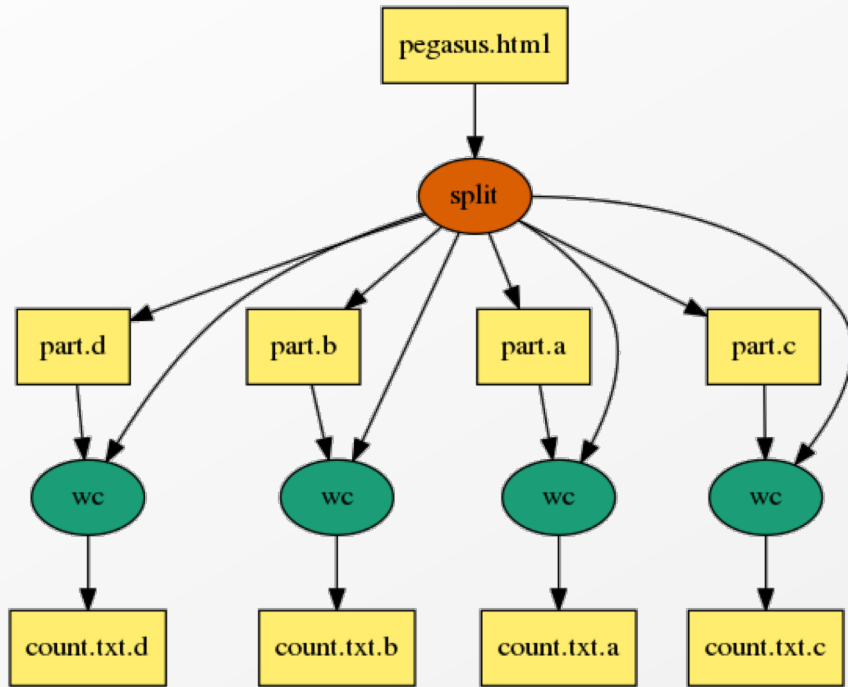 pegasus.html
split
part.d
part.b
part.a
part.c
wc
wc
wc
wc
count.txt.d
count.txt.b
count.txt.a
count.txt.c